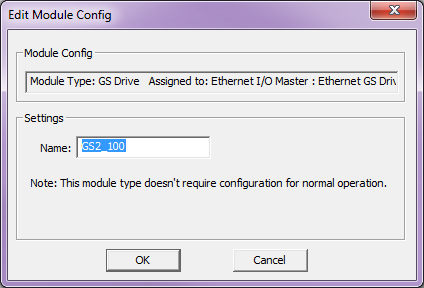 Edit Module Config
Module Config
Module Type: GS Drive   Assigned to: Ethernet I/O Master : Ethernet GS Driv
Settings
Name: GS2_100
Note: This module type doesn't require configuration for normal operation.
OK Cancel